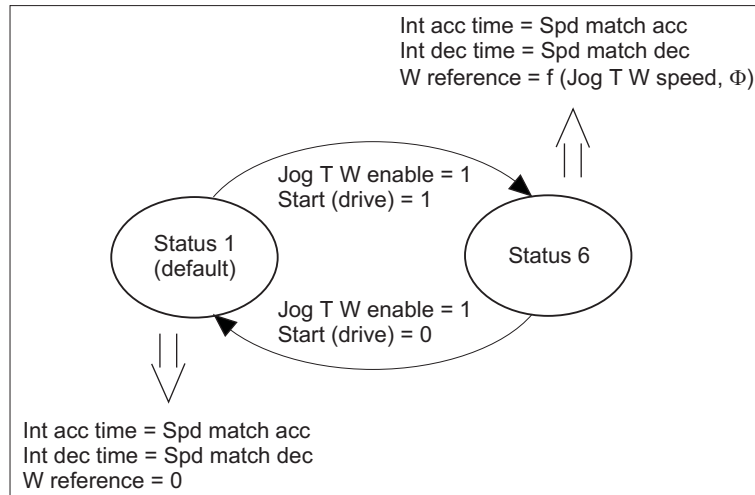 Int acc time = Spd match acc
Int dec time = Spd match dec
W reference = f (Jog T W speed, Φ)
Jog T W enable = 1
Start (drive) = 1
Status 1
(default)
Status 6
Jog T W enable = 1
Start (drive) = 0
Int acc time = Spd match acc
Int dec time = Spd match dec
W reference = 0